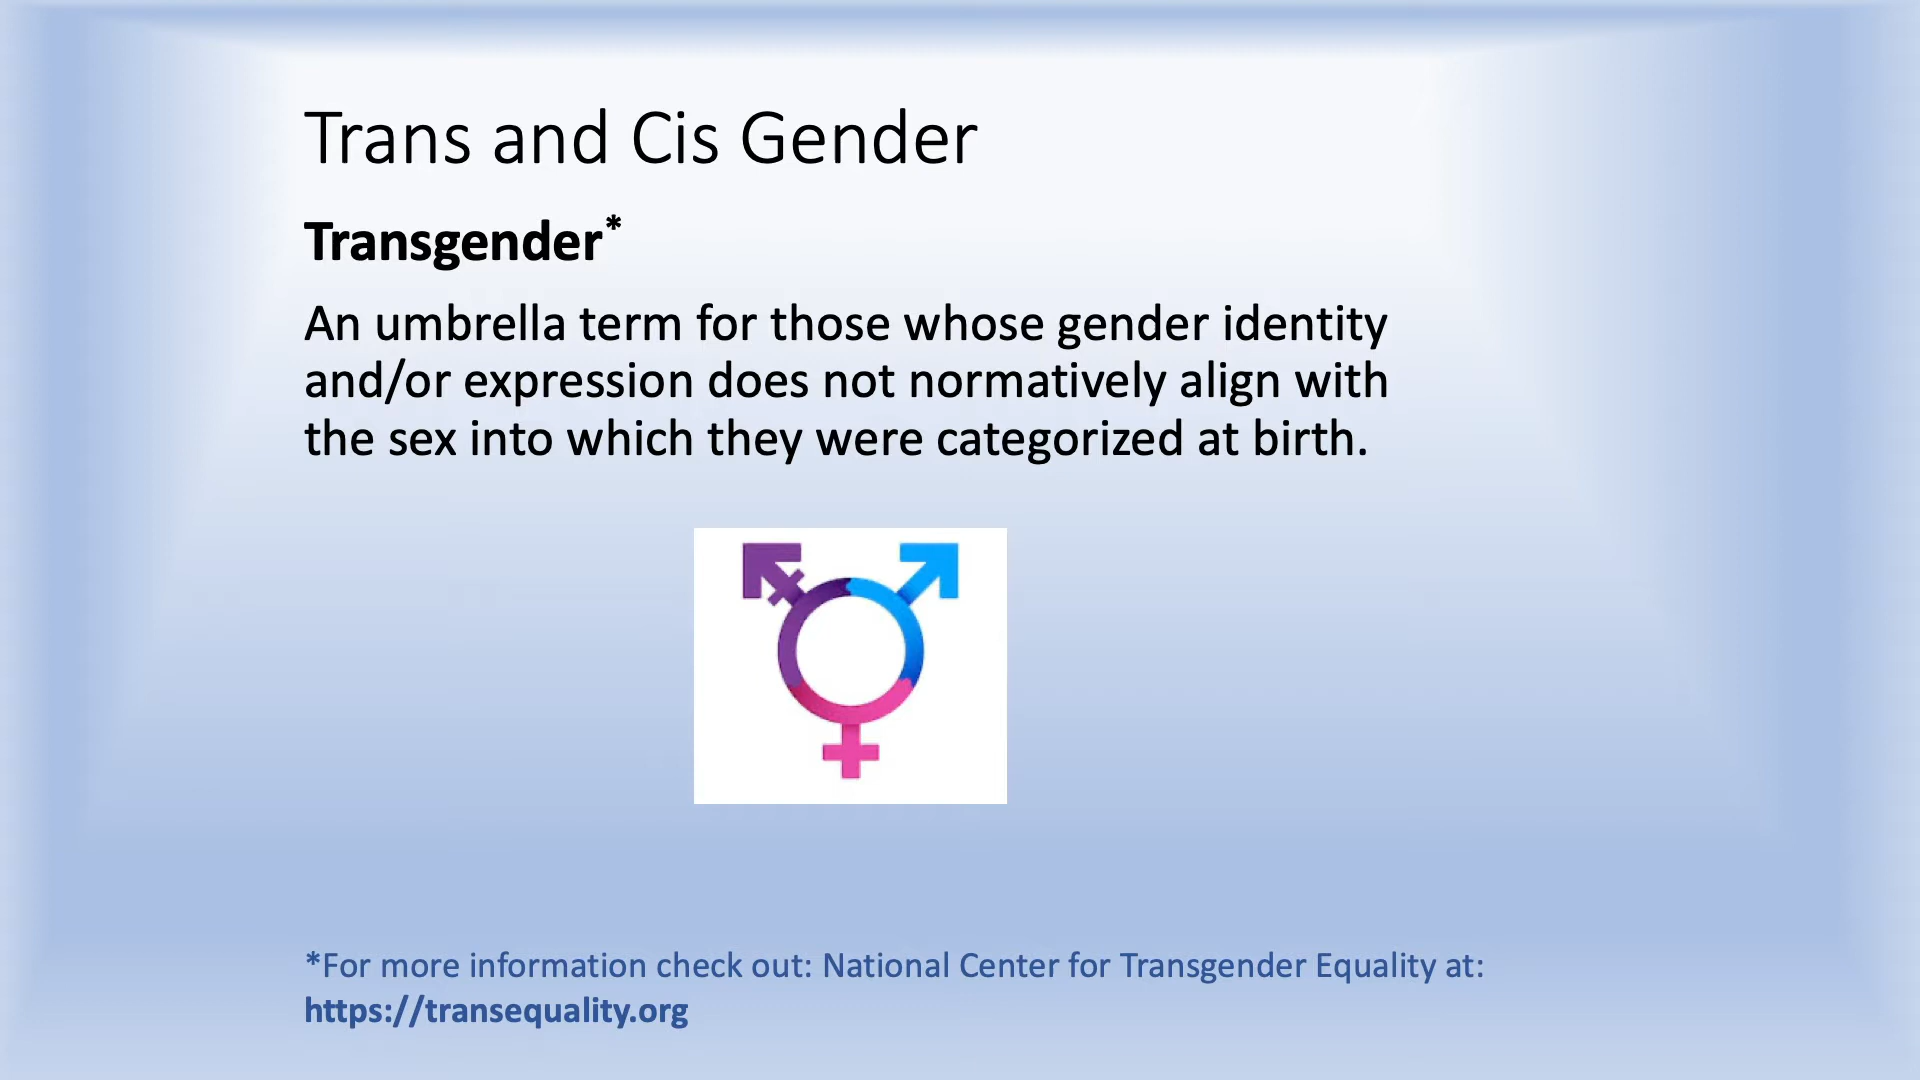 Trans and Cis Gender
Transgender*
An umbrella term for those whose gender identity
and/or expression does not normatively align with
the sex into which they were categorized at birth.
*For more information check out: National Center for Transgender Equality at:
https://transequality.org